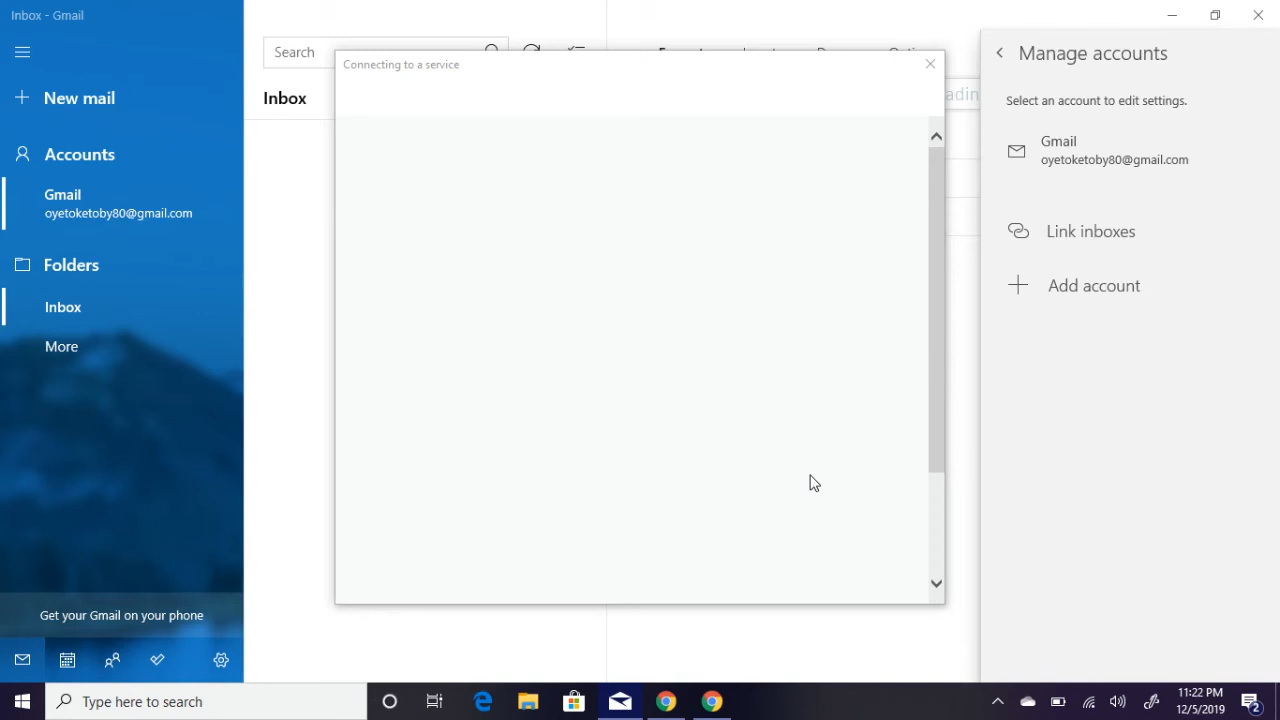 Inbox - Gmail
New mail
Accounts
Gmail
oyetoketoby80@gmail.com
Folders
Inbox
More
Get your Gmail on your phone
Search
Inbox
Connecting to a service
Manage accounts
Select an account to edit settings.
Gmail
oyetoketoby80@gmail.com
Link inboxes
Add account
Type here to search
11:22 PM
12/5/2019
2